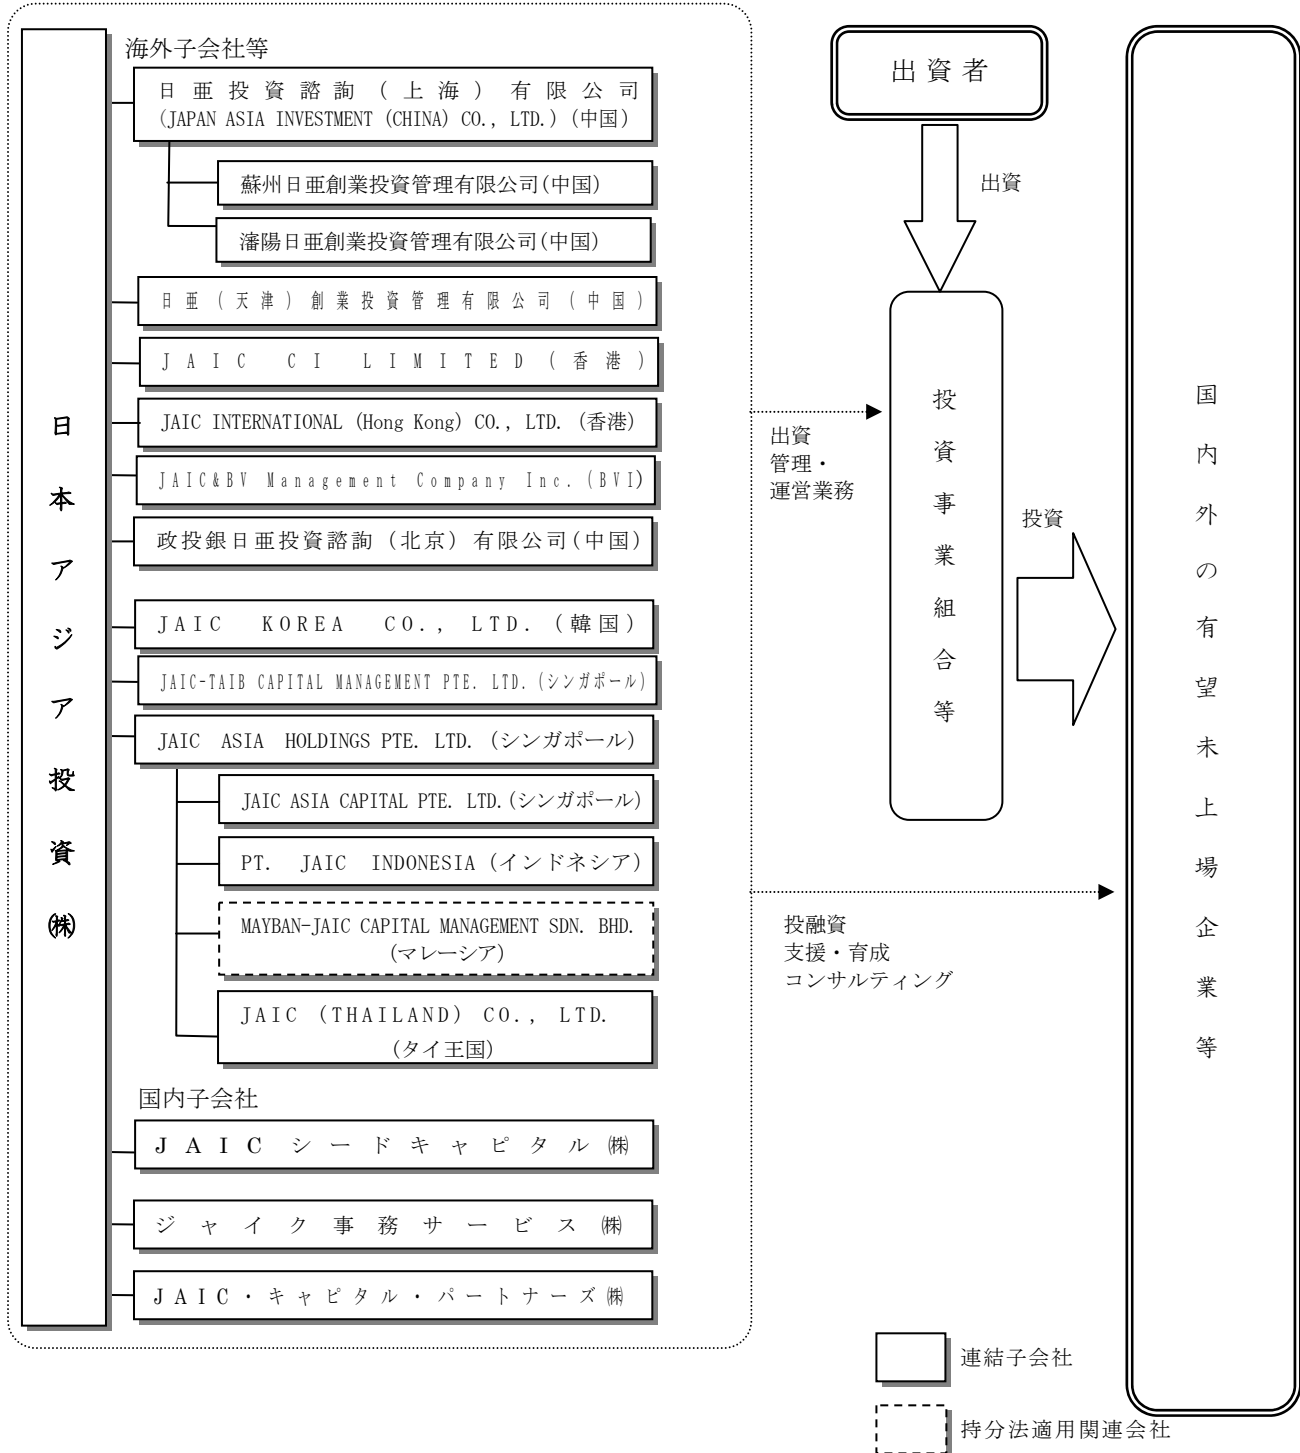 海外子会社等
日亜投資諮詢(上海)有限公司
(JAPAN ASIA INVESTMENT (CHINA) CO., LTD.)(中国)
蘇州日亜創業投資管理有限公司(中国)
瀋陽日亜創業投資管理有限公司(中国)
日亜(天津)創業投資管理有限公司(中国)
JAIC CI LIMITED(香港)
JAIC INTERNATIONAL (Hong Kong) CO., LTD. (香港)
JAIC&BV Management Company Inc.(BVI)
政投銀日亜投資諮詢(北京)有限公司(中国)
JAIC KOREA CO., LTD.(韓国)
JAIC-TAIB CAPITAL MANAGEMENT PTE. LTD.(シンガポール)
JAIC ASIA HOLDINGS PTE. LTD. (シンガポール)
JAIC ASIA CAPITAL PTE. LTD.(シンガポール)
PT. JAIC INDONESIA (インドネシア)
MAYBAN-JAIC CAPITAL MANAGEMENT SDN. BHD.
(マレーシア)
JAIC (THAILAND) CO., LTD.
(タイ王国)
国内子会社
JAICシードキャピタル㈱
ジャイク事務サービス㈱
JAIC・キャピタル・パートナーズ㈱
日本アジア投資㈱
出資者
出資
投資事業組合等
出資
管理・
運営業務
投資
投融資
支援・育成
コンサルティング
国内外の有望未上場企業等
連結子会社
持分法適用関連会社